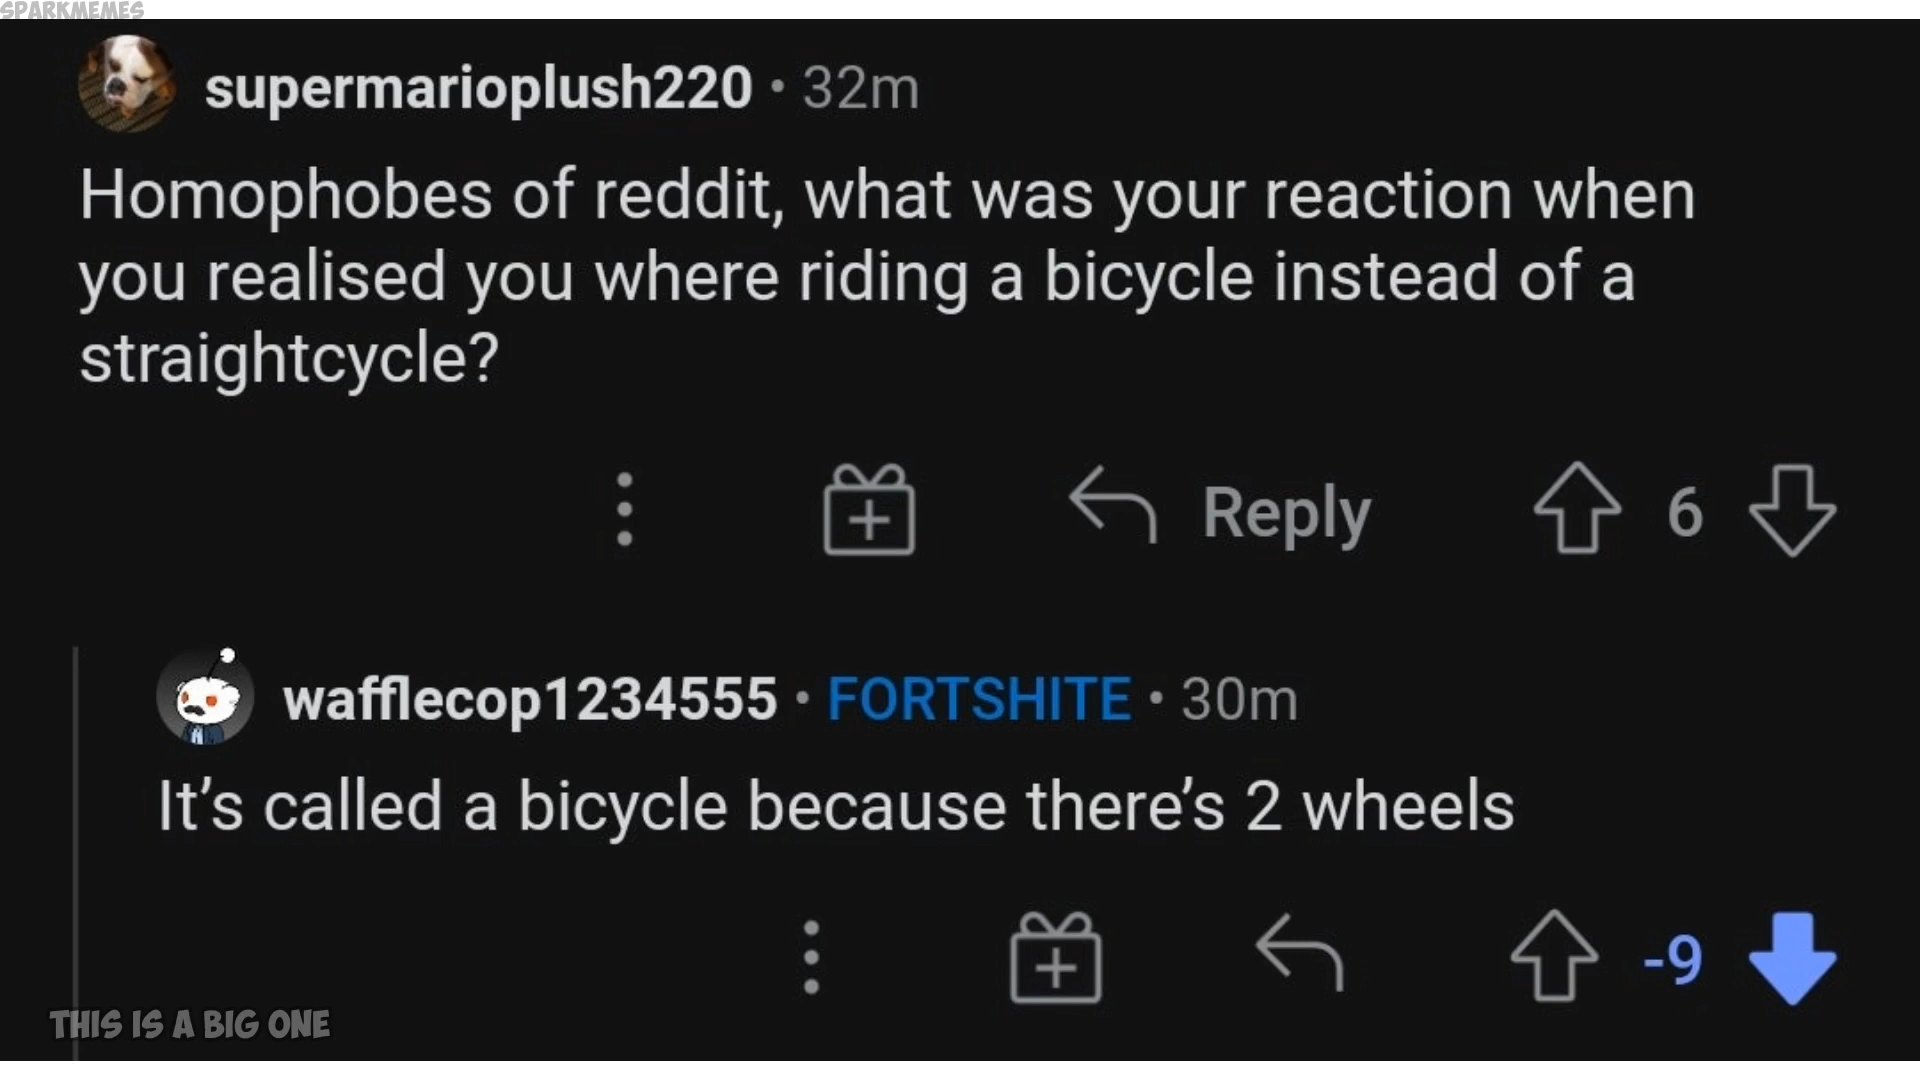 SPARKMEMES
supermarioplush220 • 32m
Homophobes of reddit, what was your reaction when
you realised you where riding a bicycle instead of a
straightcycle?
Reply 6
wafflecop1234555 • FORTSHITE • 30m
It’s called a bicycle because there’s 2 wheels
-9
THIS IS A BIG ONE